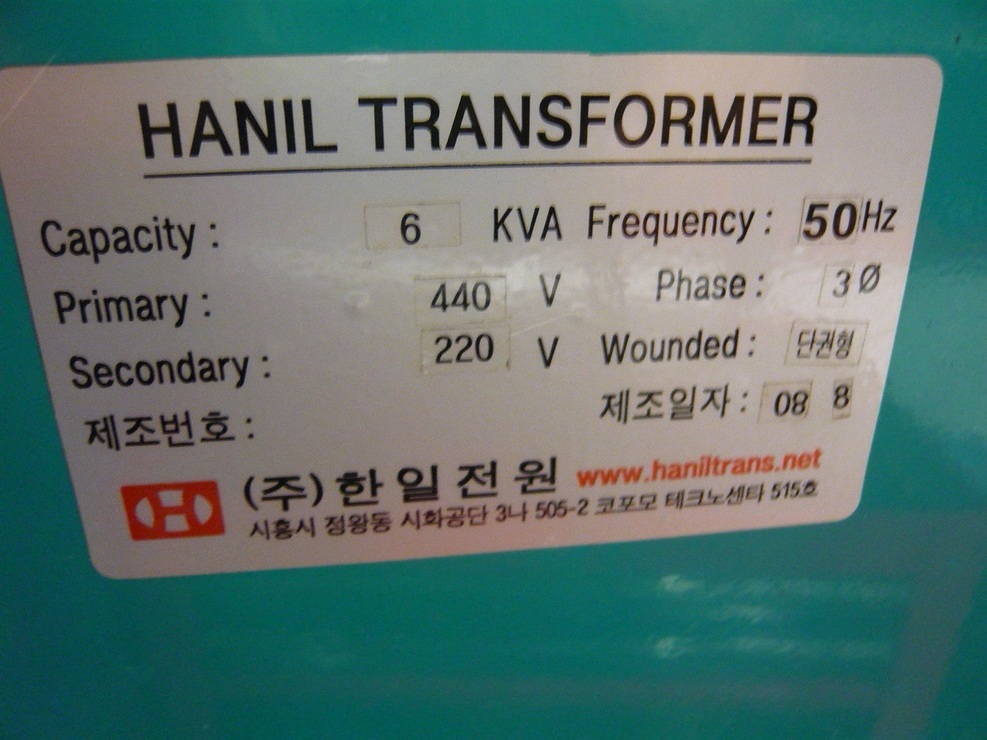 HANIL TRANSFORMER
Capacity : 6 KVA Frequency : 50Hz
Primary : 440 V Phase : 3Ø
Secondary : 220 V Wounded : 단권형
제조번호 : 제조일자 : 08 8
(주)한일전원 www.haniltrans.net
시흥시 정왕동 시화공단 3나 505-2 코포모 테크노센타 515호